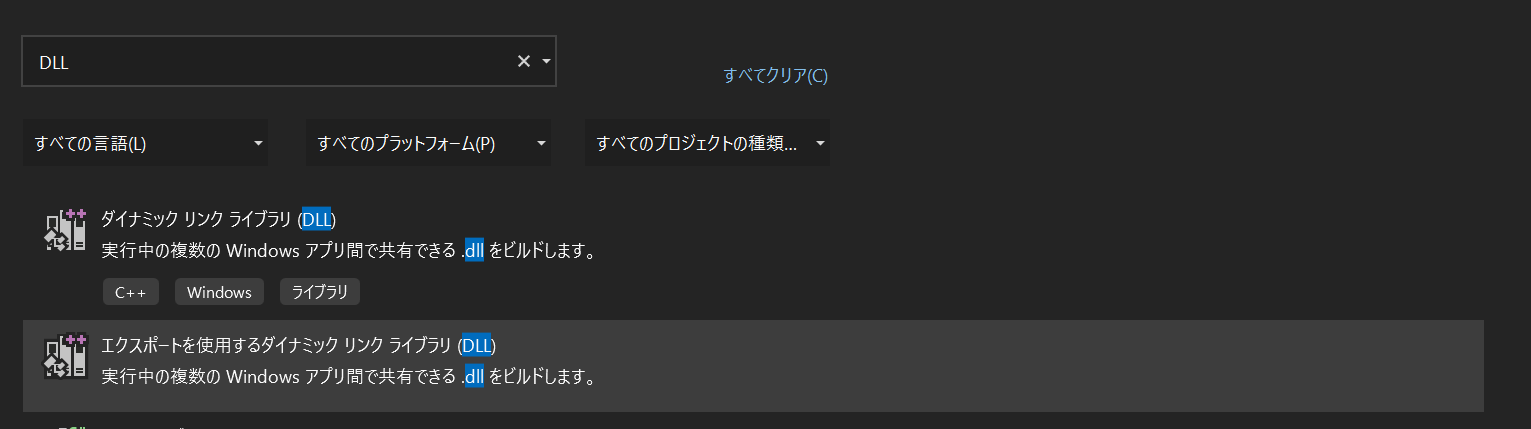 DLL
すべてクリア(C)
すべての言語(L)
すべてのプラットフォーム(P)
すべてのプロジェクトの種類...
ダイナミック リンク ライブラリ (DLL)
実行中の複数の Windows アプリ間で共有できる .dll をビルドします。
C++
Windows
ライブラリ
エクスポートを使用するダイナミック リンク ライブラリ (DLL)
実行中の複数の Windows アプリ間で共有できる .dll をビルドします。